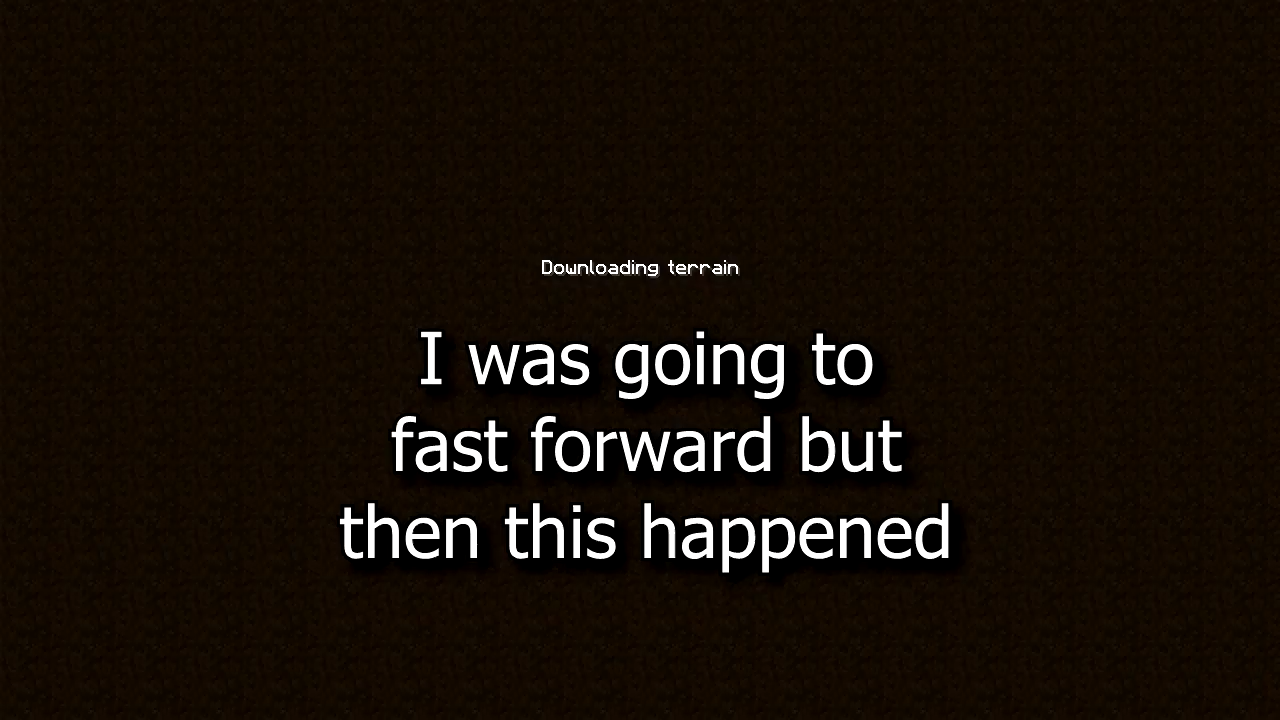 Downloading terrain
I was going to
fast forward but
then this happened